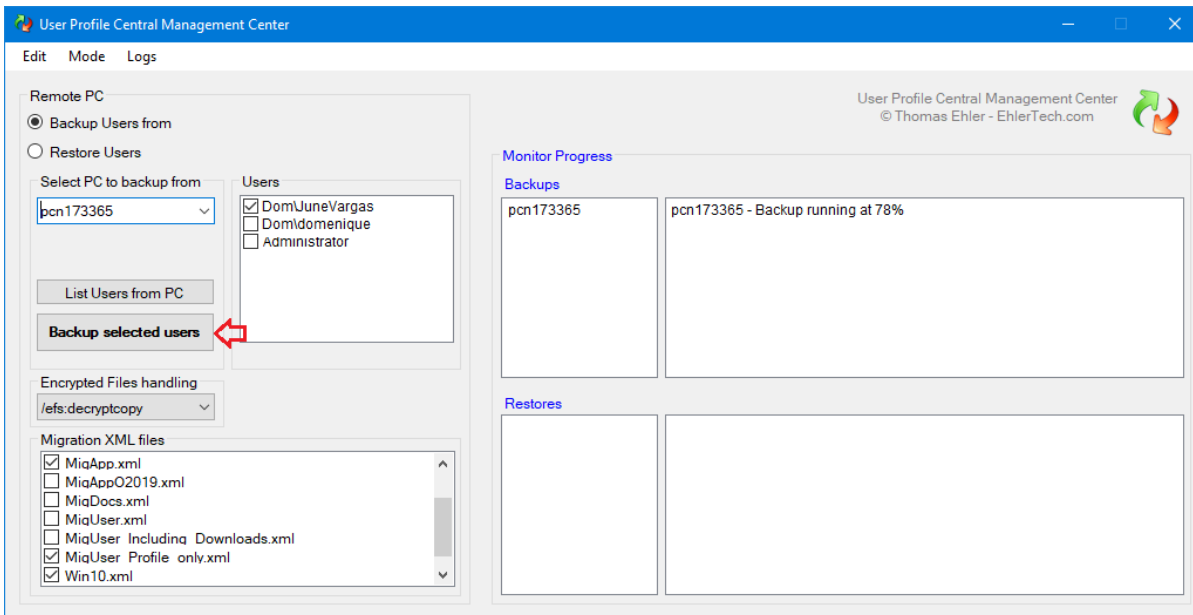 User Profile Central Management Center
Edit Mode Logs
Remote PC
Backup Users from
Restore Users
Select PC to backup from
pcn173365
List Users from PC
Backup selected users
Users
Dom\JuneVargas
Dom\domenique
Administrator
Encrypted Files handling
/efs:decryptcopy
Migration XML files
MigApp.xml
MigAppO2019.xml
MigDocs.xml
MigUser.xml
MigUser_Including_Downloads.xml
MigUser_Profile_only.xml
Win10.xml
User Profile Central Management Center
© Thomas Ehler - EhlerTech.com
Monitor Progress
Backups
pcn173365
pcn173365 - Backup running at 78%
Restores